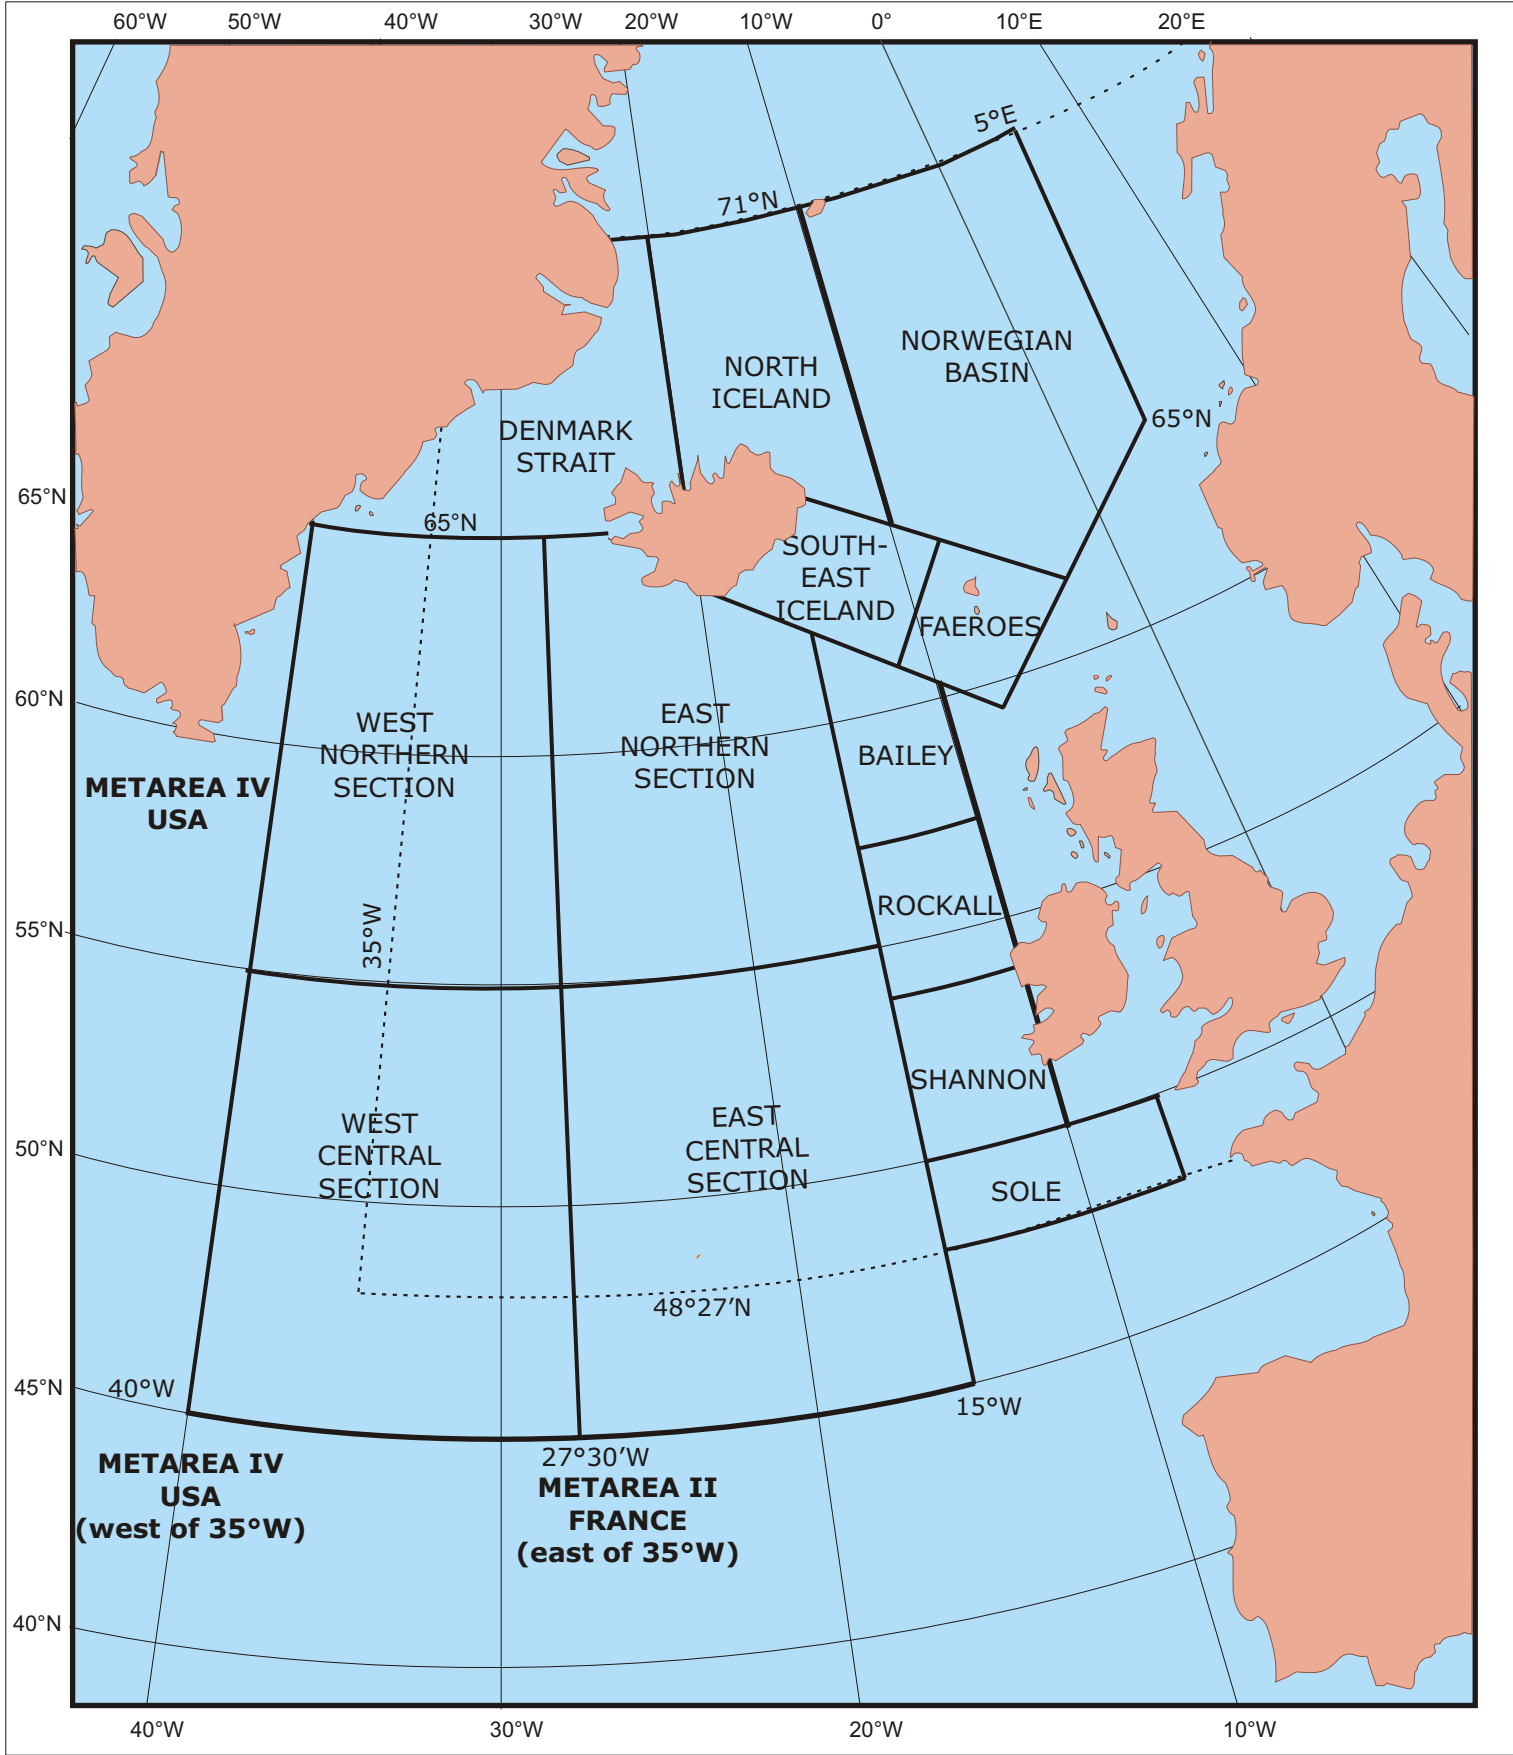 60°W 50°W 40°W 30°W 20°W 10°W 0° 10°E 20°E
5°E
71°N
NORWEGIAN
BASIN
NORTH
ICELAND
DENMARK
STRAIT
65°N
65°N
65°N
SOUTH-
EAST
ICELAND
FAEROES
60°N
WEST
NORTHERN
SECTION
EAST
NORTHERN
SECTION
BAILEY
METAREA IV
USA
ROCKALL
55°N
35°W
SHANNON
WEST
CENTRAL
SECTION
EAST
CENTRAL
SECTION
50°N
SOLE
48°27′N
45°N
40°W
15°W
27°30′W
METAREA IV
USA
(west of 35°W)
METAREA II
FRANCE
(east of 35°W)
40°N
40°W 30°W 20°W 10°W